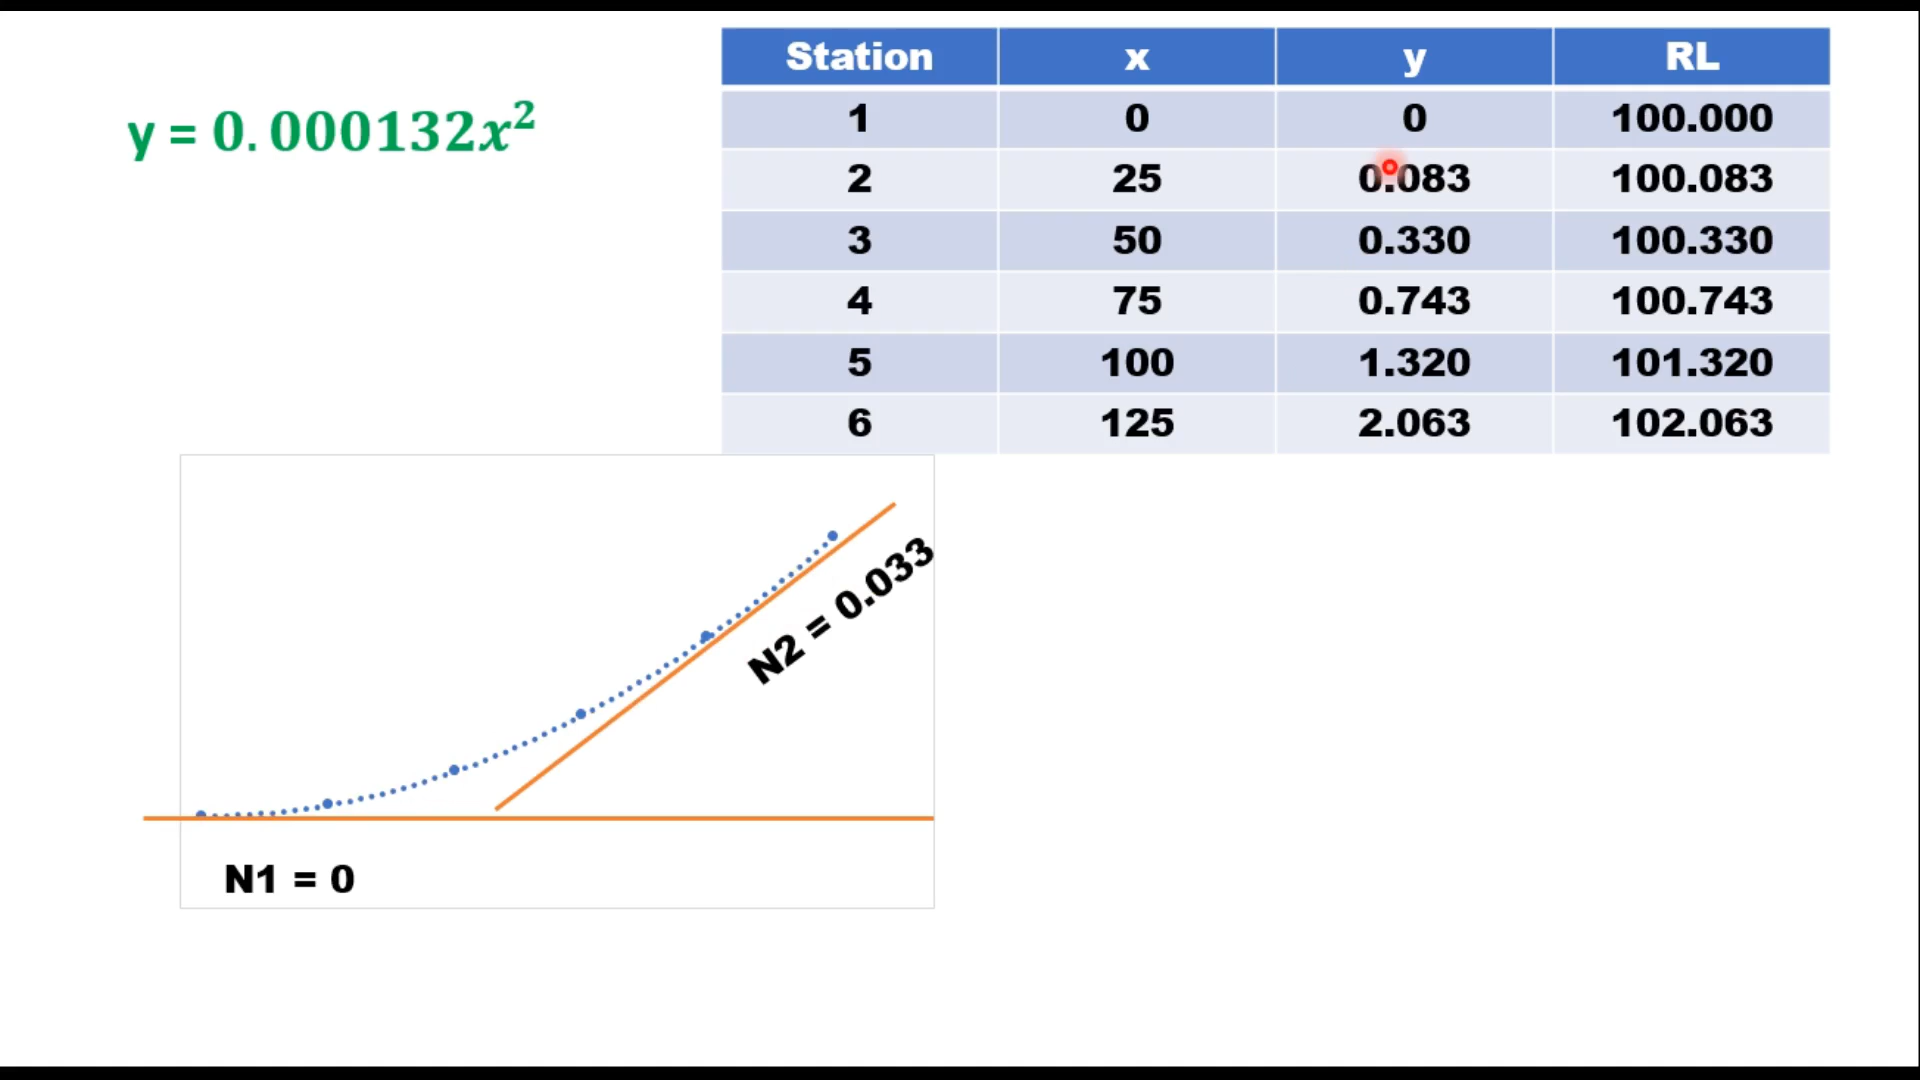 y = 0.000132x²
Station x y RL
1 0 0 100.000
2 25 0.083 100.083
3 50 0.330 100.330
4 75 0.743 100.743
5 100 1.320 101.320
6 125 2.063 102.063
N2 = 0.033
N1 = 0